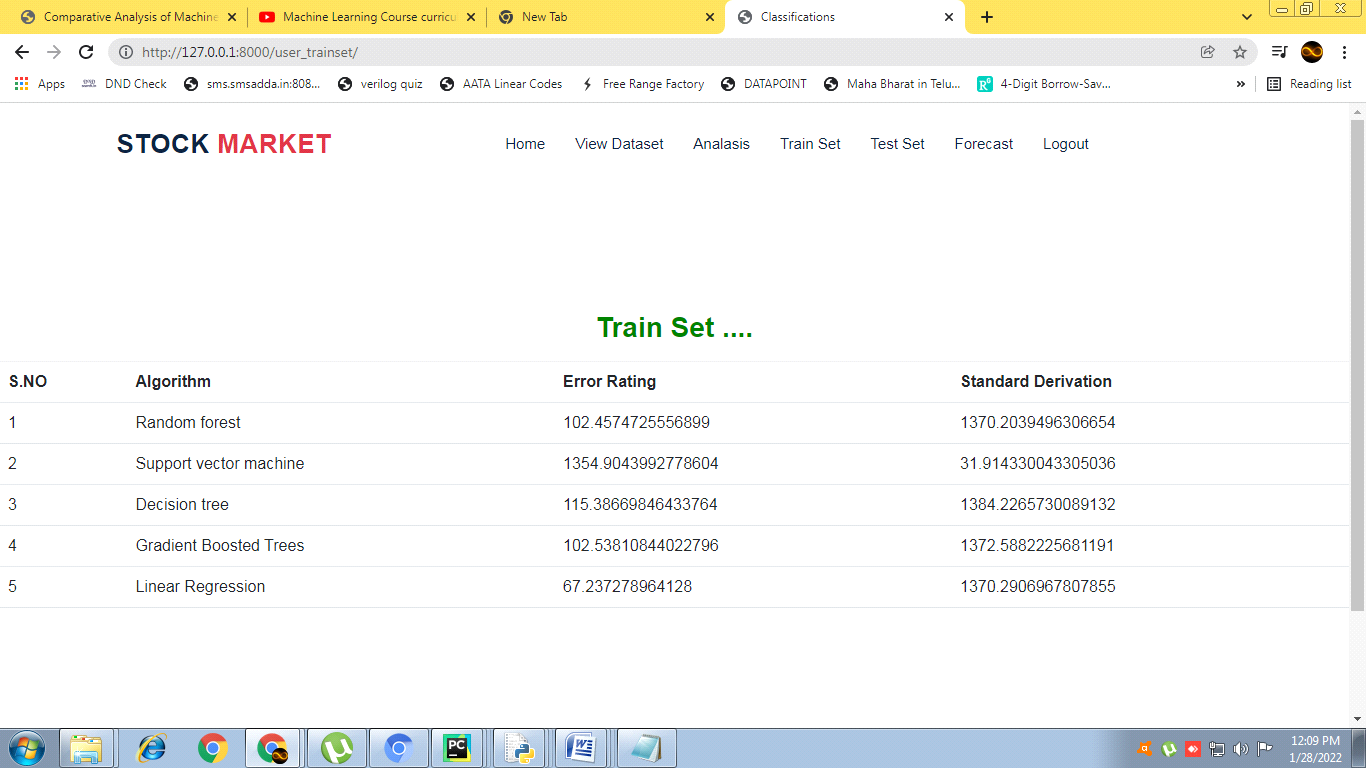 Comparative Analysis of Machine Machine Learning Course curricu New Tab Classifications
http://127.0.0.1:8000/user_trainset/
Apps DND Check sms.smsadda.in:808... verilog quiz AATA Linear Codes Free Range Factory DATAPOINT Maha Bharat in Telu... 4-Digit Borrow-Sav... » Reading list
STOCK MARKET Home View Dataset Analasis Train Set Test Set Forecast Logout
Train Set ....
S.NO Algorithm Error Rating Standard Derivation
1 Random forest 102.4574725556899 1370.2039496306654
2 Support vector machine 1354.9043992778604 31.914330043305036
3 Decision tree 115.38669846433764 1384.2265730089132
4 Gradient Boosted Trees 102.53810844022796 1372.5882225681191
5 Linear Regression 67.237278964128 1370.2906967807855
12:09 PM
1/28/2022